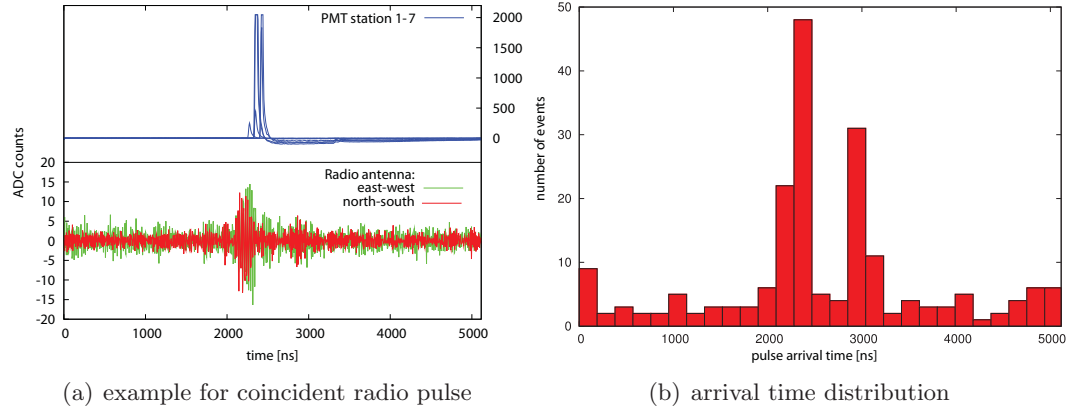 PMT station 1-7
2000
1500
1000
500
0
ADC counts
20
15
10
5
0
-5
-10
-15
-20
Radio antenna:
east-west
north-south
0 1000 2000 3000 4000 5000
time [ns]
(a) example for coincident radio pulse
number of events
50
40
30
20
10
0
0 1000 2000 3000 4000 5000
pulse arrival time [ns]
(b) arrival time distribution